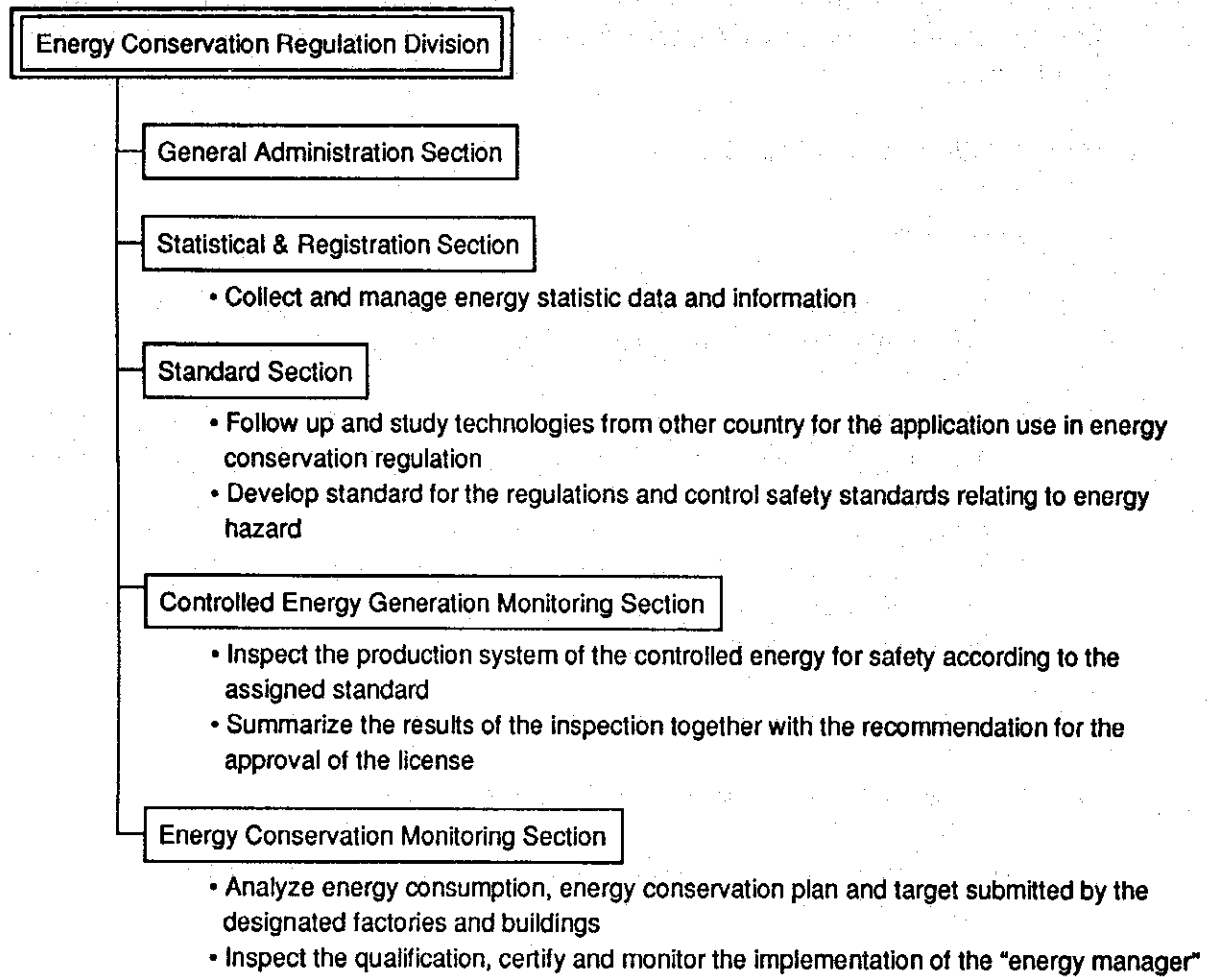 Energy Conservation Regulation Division
General Administration Section
Statistical & Registration Section
• Collect and manage energy statistic data and information
Standard Section
• Follow up and study technologies from other country for the application use in energy
conservation regulation
• Develop standard for the regulations and control safety standards relating to energy
hazard
Controlled Energy Generation Monitoring Section
• Inspect the production system of the controlled energy for safety according to the
assigned standard
• Summarize the results of the inspection together with the recommendation for the
approval of the license
Energy Conservation Monitoring Section
• Analyze energy consumption, energy conservation plan and target submitted by the
designated factories and buildings
• Inspect the qualification, certify and monitor the implementation of the "energy manager"